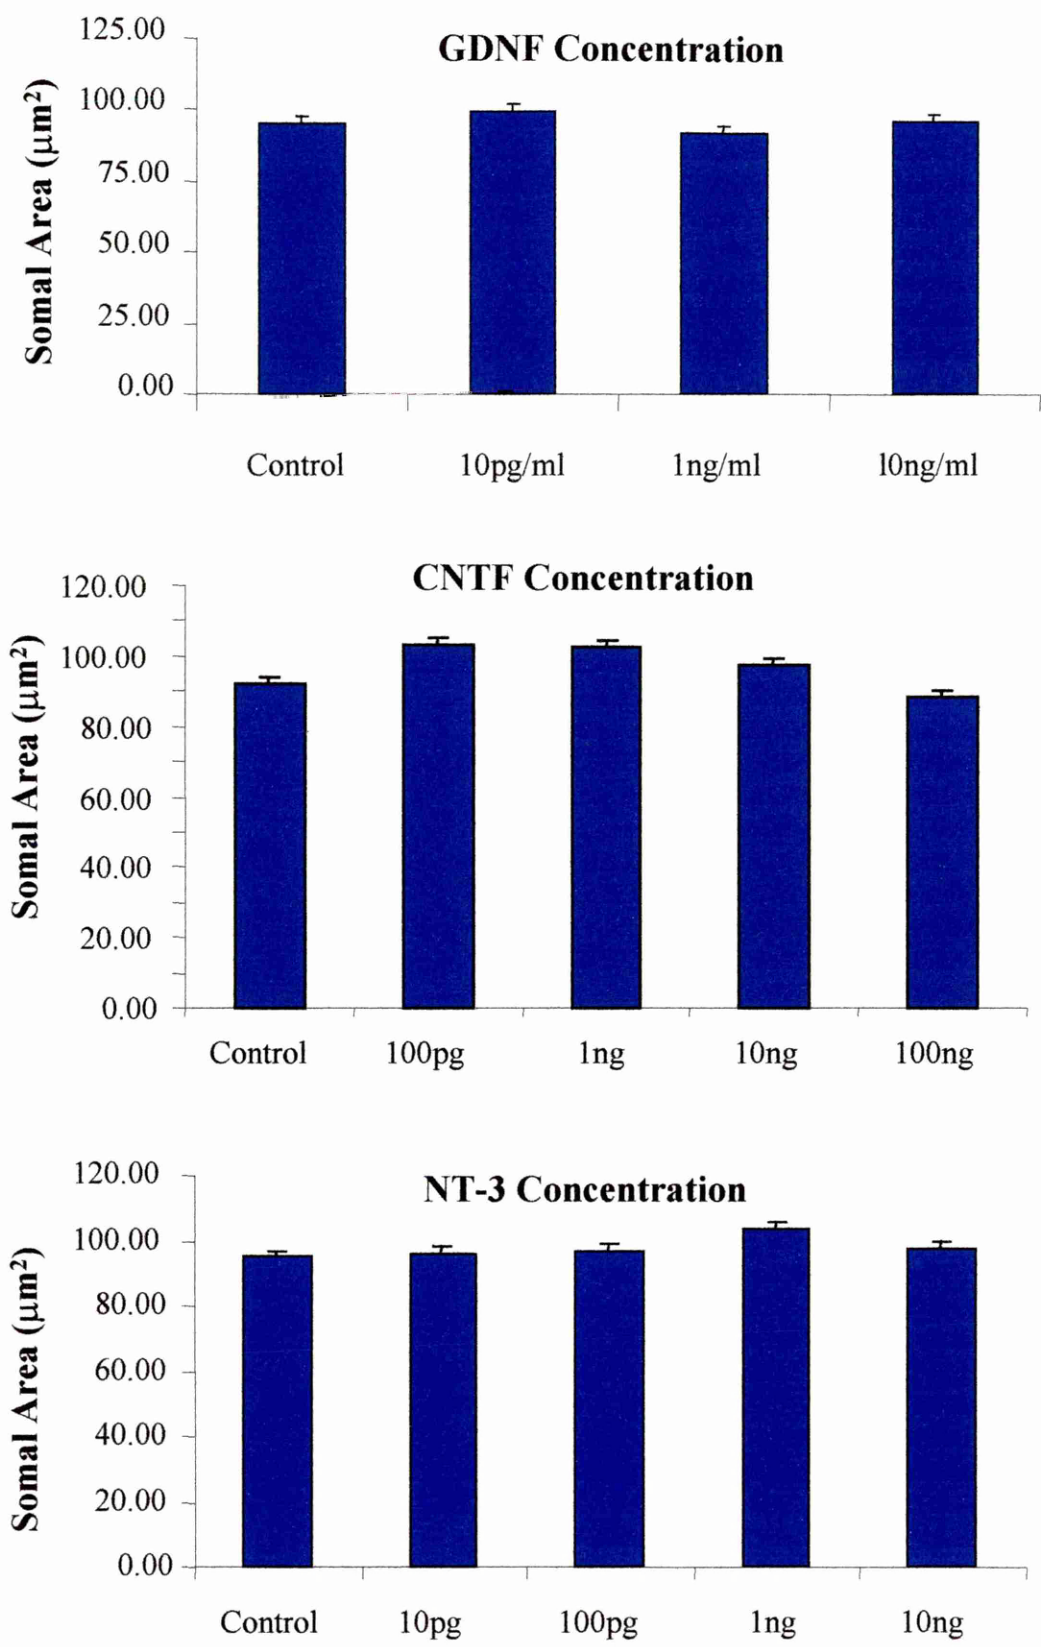 GDNF Concentration
125.00
100.00
75.00
50.00
25.00
0.00
Somal Area (μm²)
Control 10pg/ml 1ng/ml l0ng/ml
CNTF Concentration
120.00
100.00
80.00
60.00
40.00
20.00
0.00
Somal Area (μm²)
Control 100pg 1ng 10ng 100ng
NT-3 Concentration
120.00
100.00
80.00
60.00
40.00
20.00
0.00
Somal Area (μm²)
Control 10pg 100pg 1ng 10ng